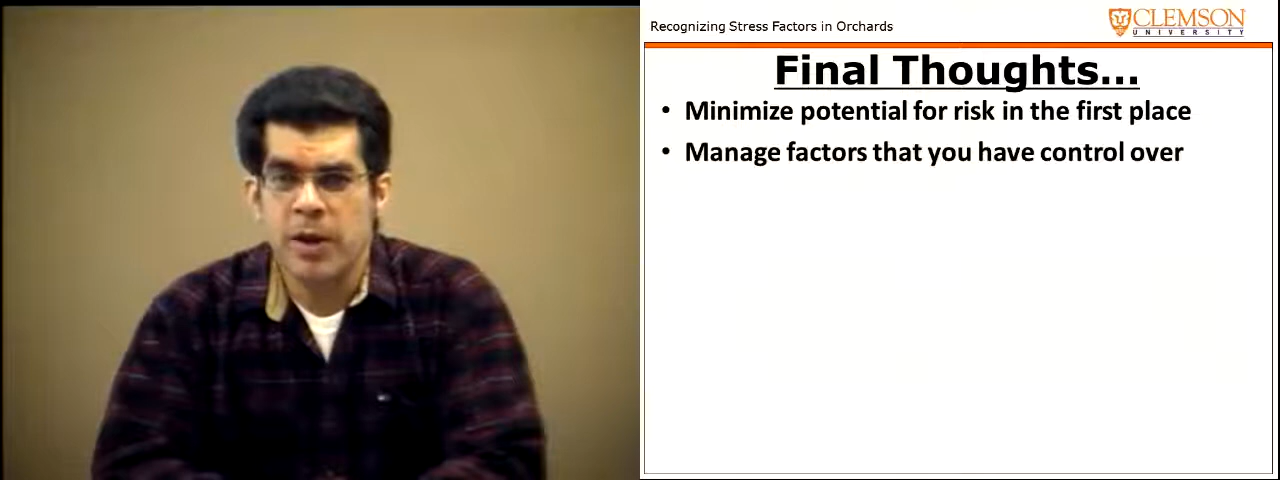 Recognizing Stress Factors in Orchards
CLEMSON
UNIVERSITY
Final Thoughts...
• Minimize potential for risk in the first place
• Manage factors that you have control over